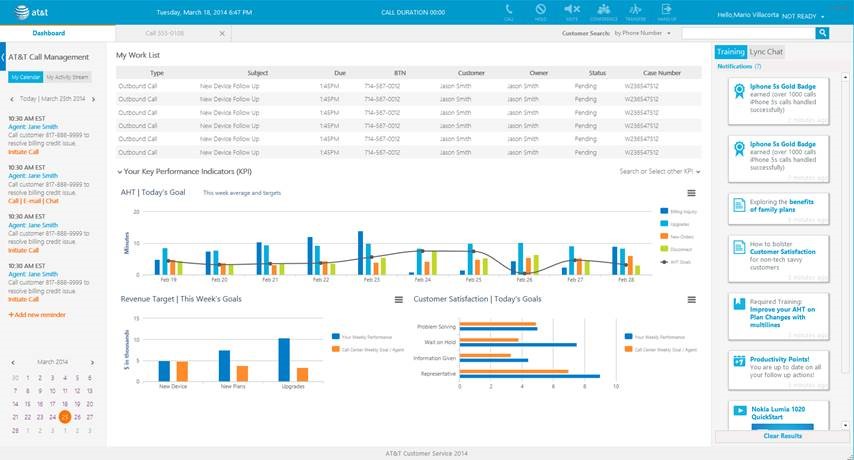 at&t
Tuesday, March 18, 2014 6:47 PM
CALL DURATION 00:00
CALL
HOLD
MUTE
CONFERENCE
TRANSFER
HANG UP
Hello,Mario Villacorta
NOT READY
Dashboard
Call 555-0108
Customer Search:
by Phone Number
AT&T Call Management
My Calendar
My Activity Stream
Today | March 25th 2014
10:30 AM EST
Agent: Jane Smith
Call customer 817-888-9999 to
resolve billing credit issue.
Initiate Call
10:30 AM EST
Agent: Jane Smith
Call customer 817-888-9999 to
resolve billing credit issue.
Call | E-mail | Chat
10:30 AM EST
Agent: Jane Smith
Call customer 817-888-9999 to
resolve billing credit issue
Initiate Call
10:30 AM EST
Agent: Jane Smith
Call customer 817-888-9999 to
resolve billing credit issue
Initiate Call
+Add new reminder
March 2014
30 1 2 3 4 5 6
7 8 9 10 11 12 13
14 15 16 17 18 19 20
21 22 23 24 25 26 27
28 1 2 3 1 2 3
My Work List
Type Subject Due BTN Customer Owner Status Case Number
Outbound Call New Device Follow Up 1:45PM 714-567-0012 Jason Smith Jason Smith Pending W236547512
Outbound Call New Device Follow Up 1:45PM 714-567-0012 Jason Smith Jason Smith Pending W236547512
Outbound Call New Device Follow Up 1:45PM 714-567-0012 Jason Smith Jason Smith Pending W236547512
Outbound Call New Device Follow Up 1:45PM 714-567-0012 Jason Smith Jason Smith Pending W236547512
Outbound Call New Device Follow Up 1:45PM 714-567-0012 Jason Smith Jason Smith Pending W236547512
Outbound Call New Device Follow Up 1:45PM 714-567-0012 Jason Smith Jason Smith Pending W236547512
Your Key Performance Indicators (KPI)
Search or Select other KPI
AHT | Today's Goal
This week average and targets
Minutes
20
10
0
Feb 19 Feb 20 Feb 21 Feb 22 Feb 23 Feb 24 Feb 25 Feb 26 Feb 27 Feb 28
Billing Inquiry
Upgrades
New Orders
Disconnect
AHT Goals
Revenue Target | This Week's Goals
$ in thousands
15
10
5
0
New Device New Plans Upgrades
Your Weekly Performance
Call Center Weekly Goal / Agent
Customer Satisfaction | Today's Goals
Problem Solving
Wait on Hold
Information Given
Representative
0 2 4 6 8 10
Your Weekly Performance
Call Center Weekly Goal / Agent
Training
Lync Chat
Notifications (7)
Iphone 5s Gold Badge
earned (over 1000 calls
iPhone 5s calls handled
successfully)
2 minutes ago
Iphone 5s Gold Badge
earned (over 1000 calls
iPhone 5s calls handled
successfully)
2 minutes ago
Exploring the benefits
of family plans
minutes ago
How to bolster
Customer Satisfaction
for non-tech savvy
customers
minutes ago
Required Training:
Improve your AHT on
Plan Changes with
multilines
minutes ago
Productivity Points!
You are up to date on all
your follow up actions!
minutes ago
Nokia Lumia 1020
QuickStart
Clear Results
AT&T Customer Service 2014